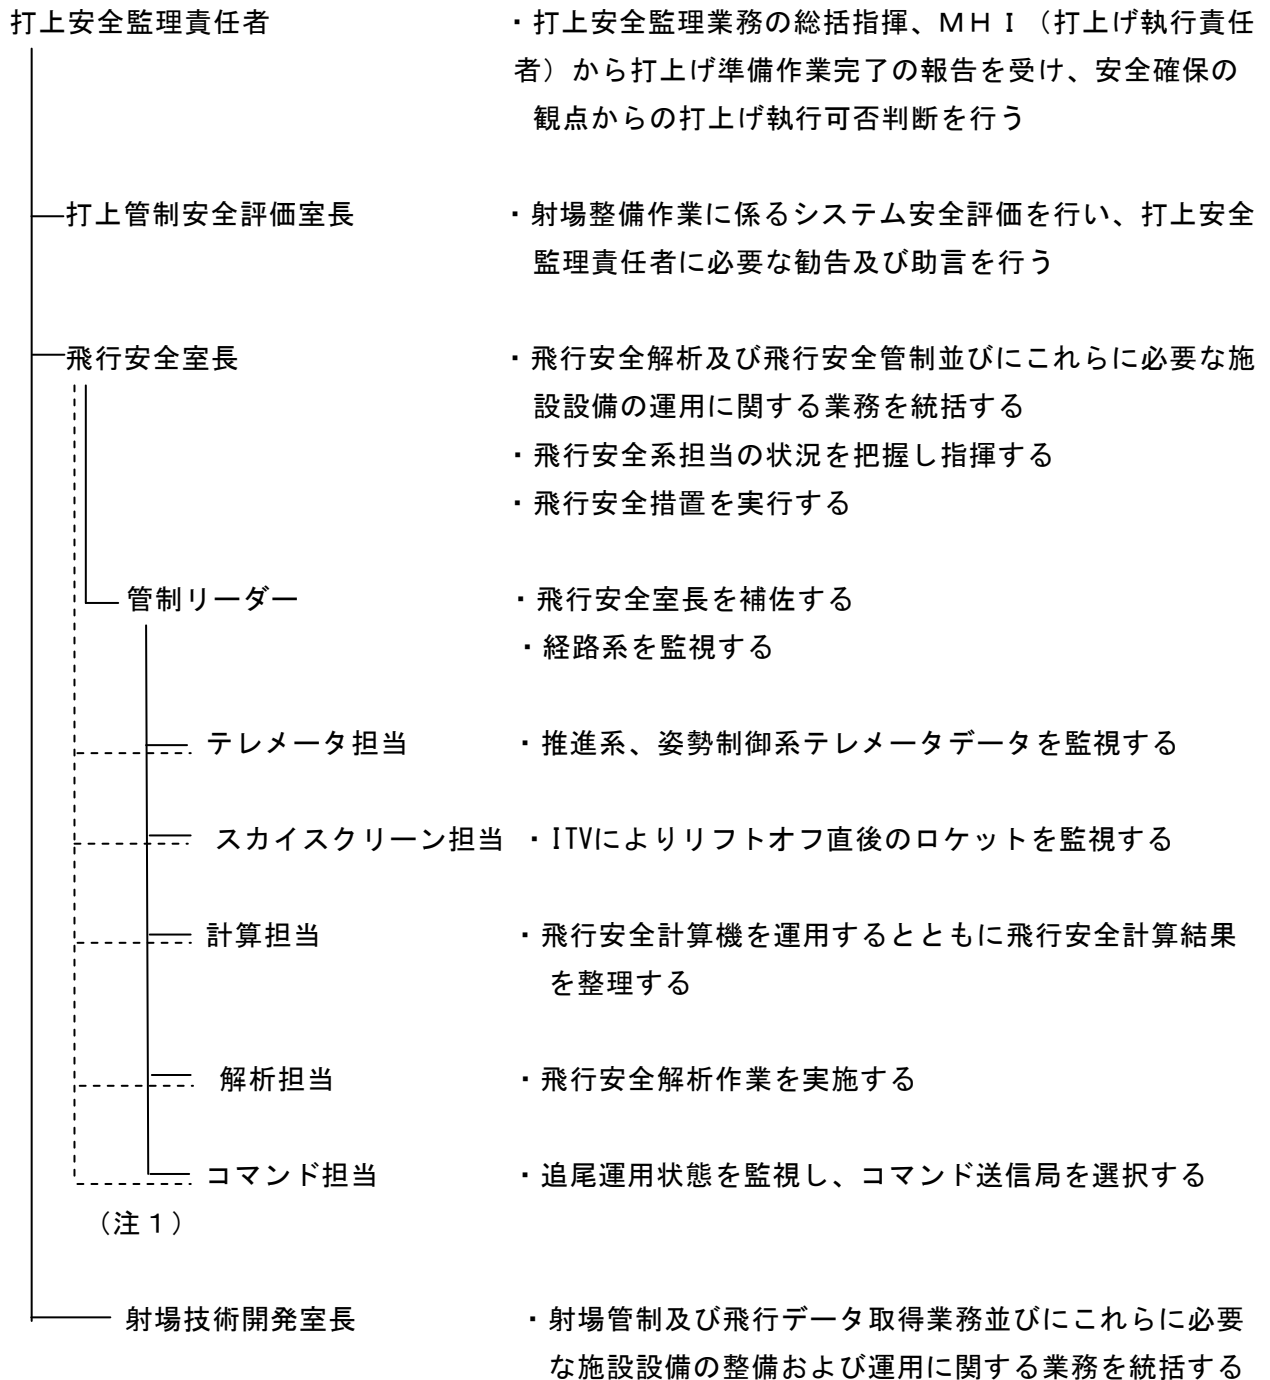 打上安全監理責任者 ・打上安全監理業務の総括指揮、ＭＨＩ（打上げ執行責任
者）から打上げ準備作業完了の報告を受け、安全確保の
観点からの打上げ執行可否判断を行う
打上管制安全評価室長 ・射場整備作業に係るシステム安全評価を行い、打上安全
監理責任者に必要な勧告及び助言を行う
飛行安全室長 ・飛行安全解析及び飛行安全管制並びにこれらに必要な施
設設備の運用に関する業務を統括する
・飛行安全系担当の状況を把握し指揮する
・飛行安全措置を実行する
管制リーダー ・飛行安全室長を補佐する
・経路系を監視する
テレメータ担当 ・推進系、姿勢制御系テレメータデータを監視する
スカイスクリーン担当 ・ITVによりリフトオフ直後のロケットを監視する
計算担当 ・飛行安全計算機を運用するとともに飛行安全計算結果
を整理する
解析担当 ・飛行安全解析作業を実施する
コマンド担当 ・追尾運用状態を監視し、コマンド送信局を選択する
（注１）
射場技術開発室長 ・射場管制及び飛行データ取得業務並びにこれらに必要
な施設設備の整備および運用に関する業務を統括する